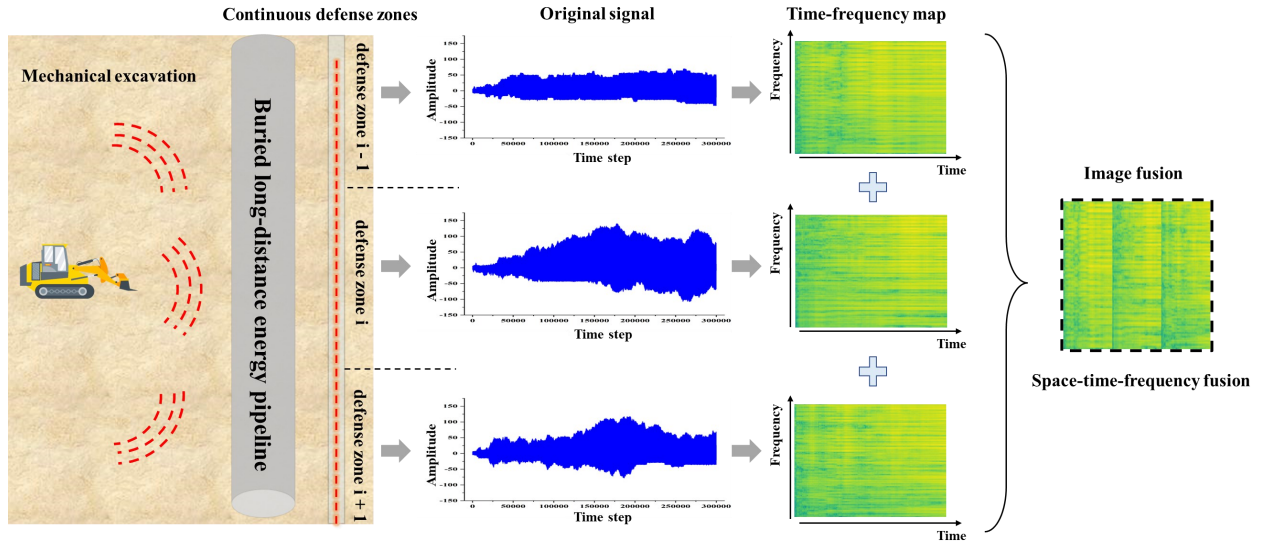 Continuous defense zones
Original signal
Time-frequency map
Mechanical excavation
Buried long-distance energy pipeline
defense zone i - 1
defense zone i
defense zone i + 1
Amplitude
150
100
50
0
-50
-100
-150
0
50000
100000
150000
200000
250000
300000
Time step
Frequency
Time
Amplitude
150
100
50
0
-50
-100
-150
0
50000
100000
150000
200000
250000
300000
Time step
Frequency
Time
Amplitude
150
100
50
0
-50
-100
-150
0
50000
100000
150000
200000
250000
300000
Time step
Frequency
Time
Image fusion
Space-time-frequency fusion